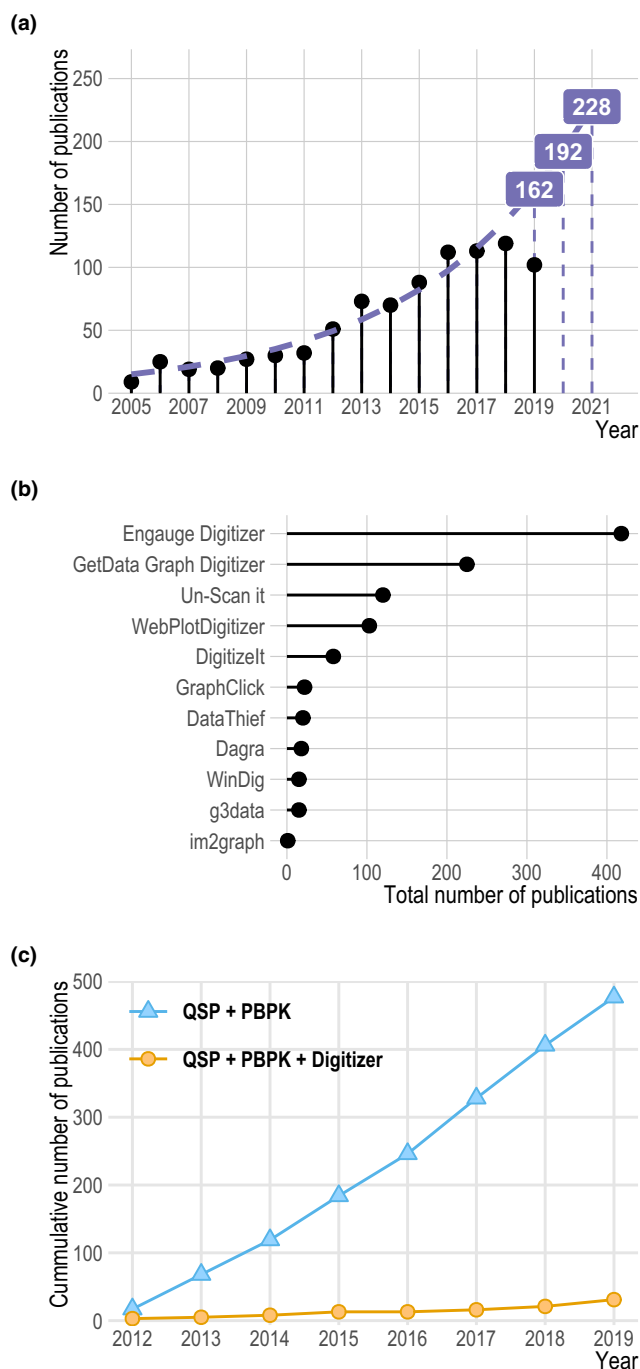 (a)
Number of publications
250
200
150
100
50
0
228
192
162
2005 2007 2009 2011 2013 2015 2017 2019 2021
Year
(b)
Engauge Digitizer
GetData Graph Digitizer
Un-Scan it
WebPlotDigitizer
DigitizeIt
GraphClick
DataThief
Dagra
WinDig
g3data
im2graph
0 100 200 300 400
Total number of publications
(c)
Cummulative number of publications
500
400
300
200
100
0
QSP + PBPK
QSP + PBPK + Digitizer
2012 2013 2014 2015 2016 2017 2018 2019
Year